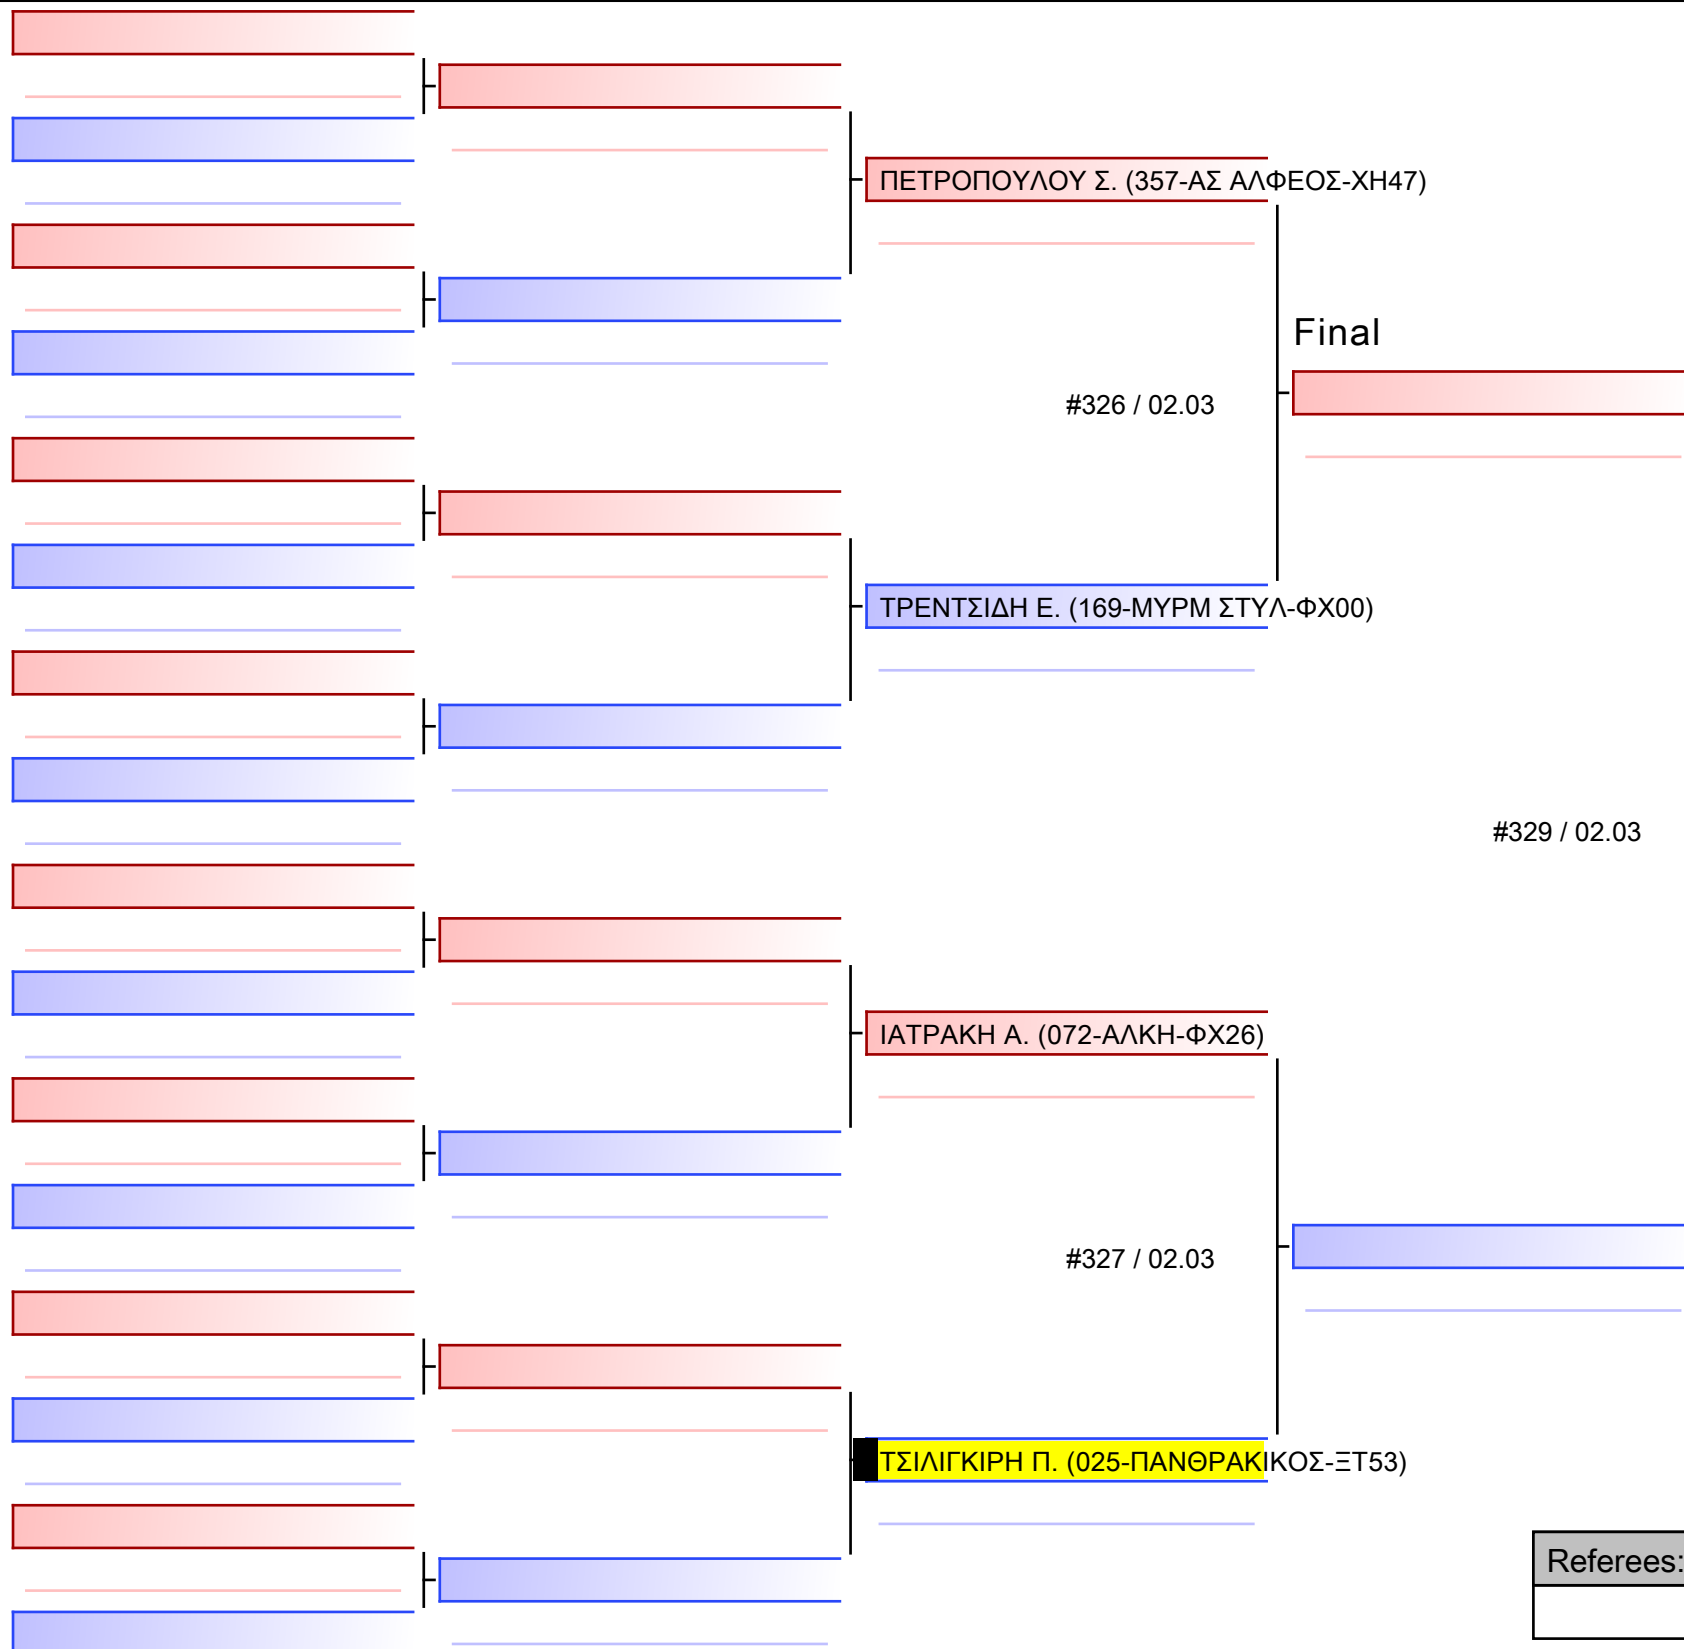 ΠΕΤΡΟΠΟΥΛΟΥ Σ. (357-ΑΣ ΑΛΦΕΟΣ-ΧΗ47)
Final
#326 / 02.03
ΤΡΕΝΤΣΙΔΗ Ε. (169-ΜΥΡΜ ΣΤΥΛ-ΦΧ00)
#329 / 02.03
ΙΑΤΡΑΚΗ Α. (072-ΑΛΚΗ-ΦΧ26)
#327 / 02.03
ΤΣΙΛΙΓΚΙΡΗ Π. (025-ΠΑΝΘΡΑΚΙΚΟΣ-ΞΤ53)
Referees: